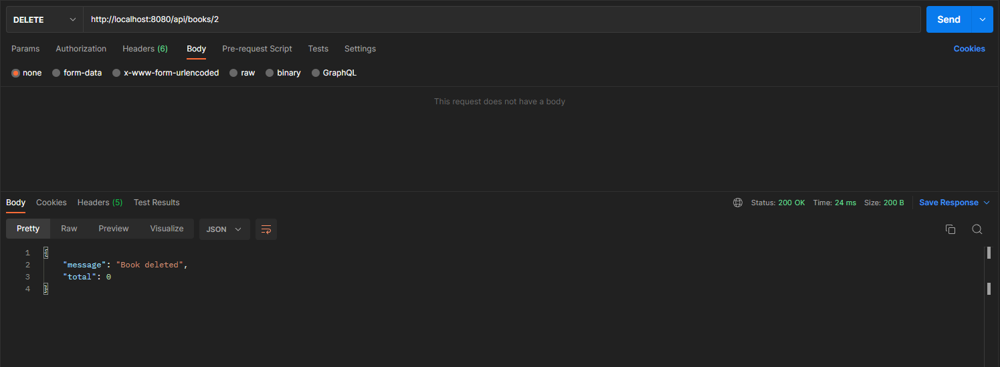 DELETE http://localhost:8080/api/books/2 Send
Params Authorization Headers (6) Body Pre-request Script Tests Settings Cookies
none form-data x-www-form-urlencoded raw binary GraphQL
This request does not have a body
Body Cookies Headers (5) Test Results Status: 200 OK Time: 24 ms Size: 200 B Save Response
Pretty Raw Preview Visualize JSON
1 {
2 "message": "Book deleted",
3 "total": 0
4 }